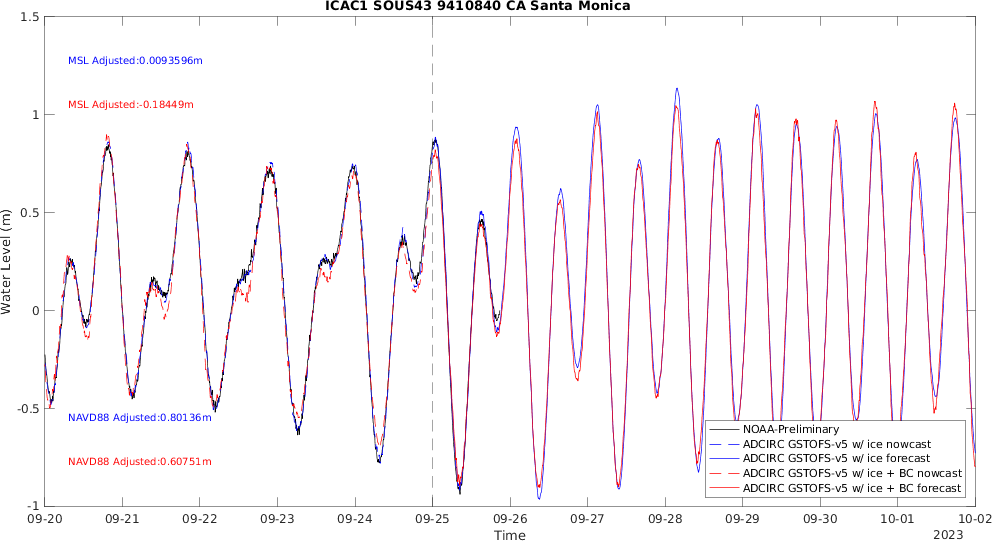 ICAC1 SOUS43 9410840 CA Santa Monica
1.5
1
0.5
0
-0.5
-1
Water Level (m)
MSL Adjusted:0.0093596m
MSL Adjusted:-0.18449m
NAVD88 Adjusted:0.80136m
NAVD88 Adjusted:0.60751m
NOAA-Preliminary
ADCIRC GSTOFS-v5 w/ ice nowcast
ADCIRC GSTOFS-v5 w/ ice forecast
ADCIRC GSTOFS-v5 w/ ice + BC nowcast
ADCIRC GSTOFS-v5 w/ ice + BC forecast
09-20 09-21 09-22 09-23 09-24 09-25 09-26 09-27 09-28 09-29 09-30 10-01 10-02
Time
2023